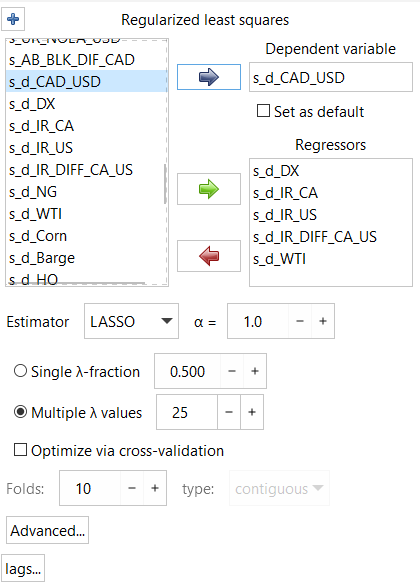 Regularized least squares
s_UR_NOLA_USD
s_AB_BLK_DIF_CAD
s_d_CAD_USD
s_d_DX
s_d_IR_CA
s_d_IR_US
s_d_IR_DIFF_CA_US
s_d_NG
s_d_WTI
s_d_Corn
s_d_Barge
s_d_HO
Dependent variable
s_d_CAD_USD
Set as default
Regressors
s_d_DX
s_d_IR_CA
s_d_IR_US
s_d_IR_DIFF_CA_US
s_d_WTI
Estimator LASSO α = 1.0 − +
Single λ-fraction 0.500 − +
Multiple λ values 25 − +
Optimize via cross-validation
Folds: 10 − + type: contiguous
Advanced...
lags...